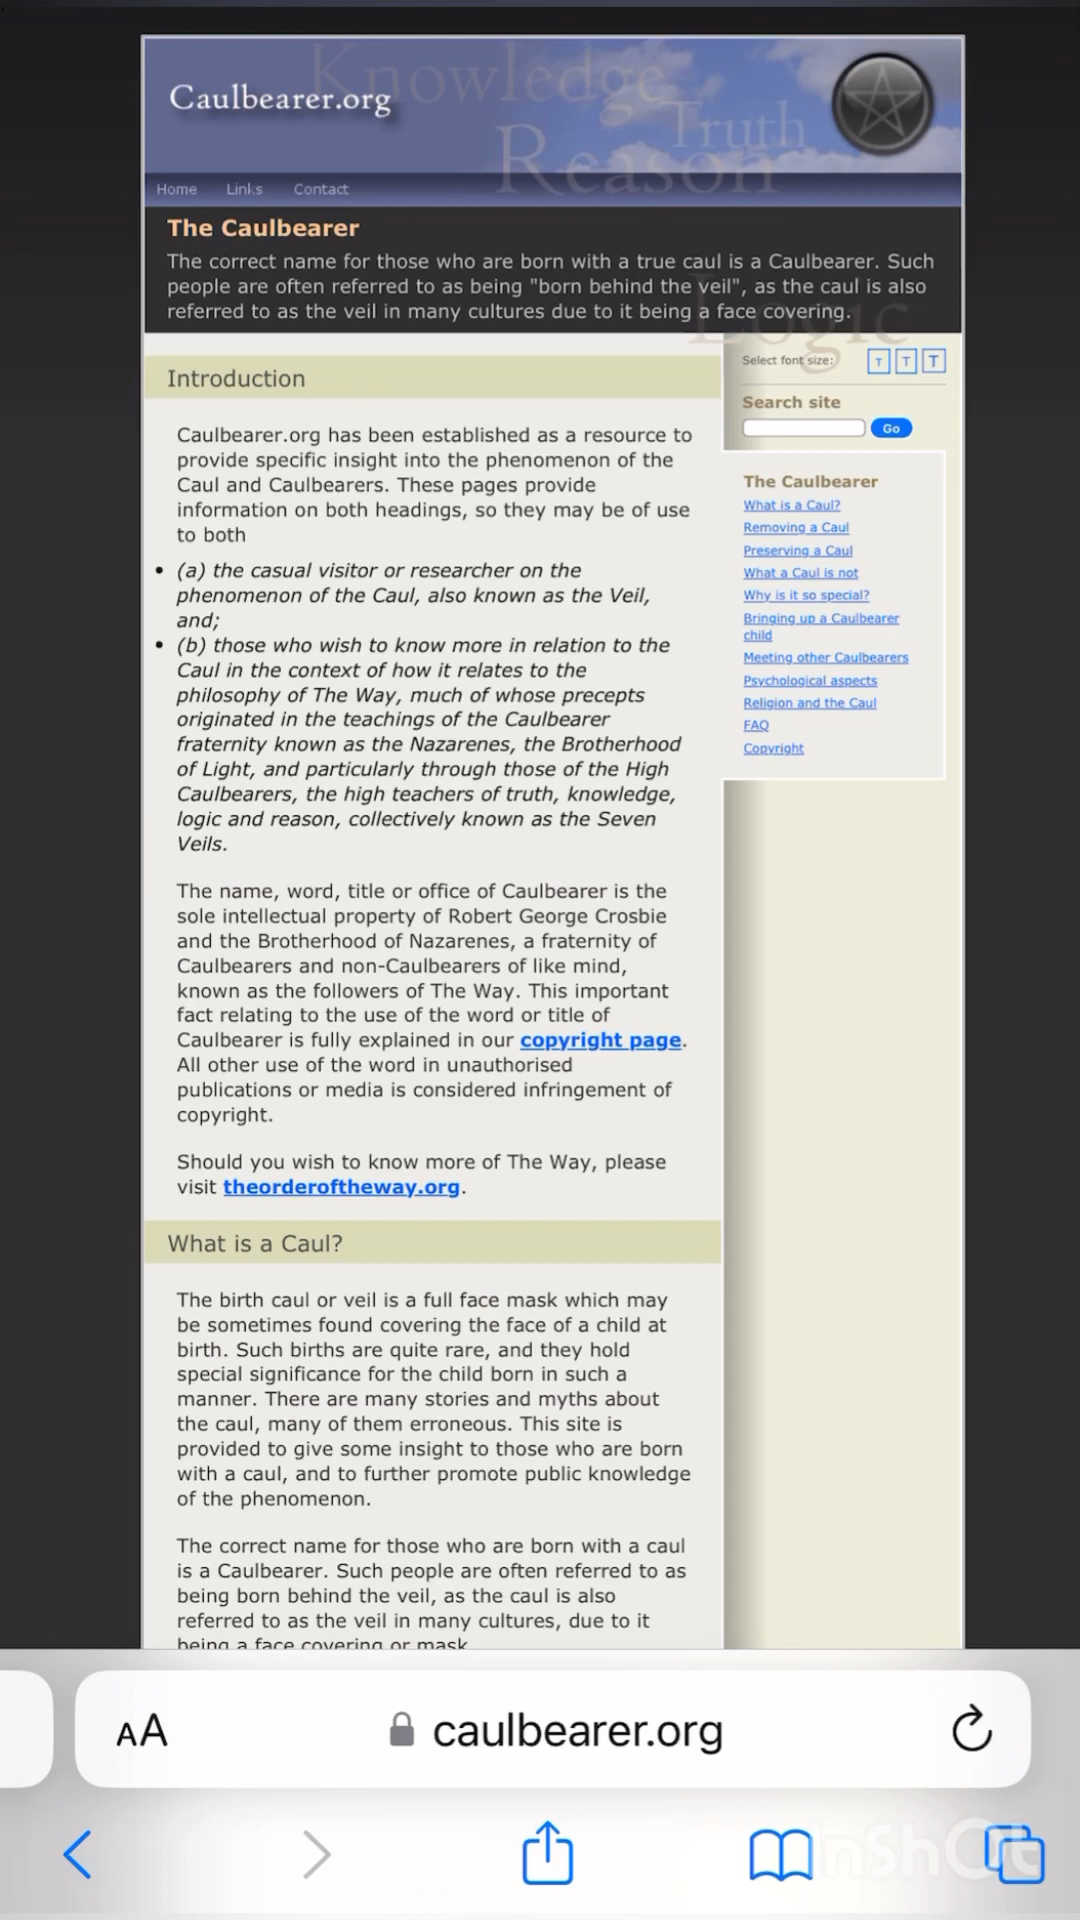 Knowledge
Caulbearer.org
Truth
Reason
Home Links Contact
The Caulbearer
The correct name for those who are born with a true caul is a Caulbearer. Such
people are often referred to as being "born behind the veil", as the caul is also
referred to as the veil in many cultures due to it being a face covering.
Logic
Select font size: T T T
Introduction
Search site
Go
Caulbearer.org has been established as a resource to
provide specific insight into the phenomenon of the
Caul and Caulbearers. These pages provide
information on both headings, so they may be of use
to both
• (a) the casual visitor or researcher on the
phenomenon of the Caul, also known as the Veil,
and;
• (b) those who wish to know more in relation to the
Caul in the context of how it relates to the
philosophy of The Way, much of whose precepts
originated in the teachings of the Caulbearer
fraternity known as the Nazarenes, the Brotherhood
of Light, and particularly through those of the High
Caulbearers, the high teachers of truth, knowledge,
logic and reason, collectively known as the Seven
Veils.
The name, word, title or office of Caulbearer is the
sole intellectual property of Robert George Crosbie
and the Brotherhood of Nazarenes, a fraternity of
Caulbearers and non-Caulbearers of like mind,
known as the followers of The Way. This important
fact relating to the use of the word or title of
Caulbearer is fully explained in our copyright page.
All other use of the word in unauthorised
publications or media is considered infringement of
copyright.
Should you wish to know more of The Way, please
visit theorderoftheway.org.
What is a Caul?
The birth caul or veil is a full face mask which may
be sometimes found covering the face of a child at
birth. Such births are quite rare, and they hold
special significance for the child born in such a
manner. There are many stories and myths about
the caul, many of them erroneous. This site is
provided to give some insight to those who are born
with a caul, and to further promote public knowledge
of the phenomenon.
The correct name for those who are born with a caul
is a Caulbearer. Such people are often referred to as
being born behind the veil, as the caul is also
referred to as the veil in many cultures, due to it
being a face covering or mask
The Caulbearer
What is a Caul?
Removing a Caul
Preserving a Caul
What a Caul is not
Why is it so special?
Bringing up a Caulbearer
child
Meeting other Caulbearers
Psychological aspects
Religion and the Caul
FAQ
Copyright
AA caulbearer.org
InShOt